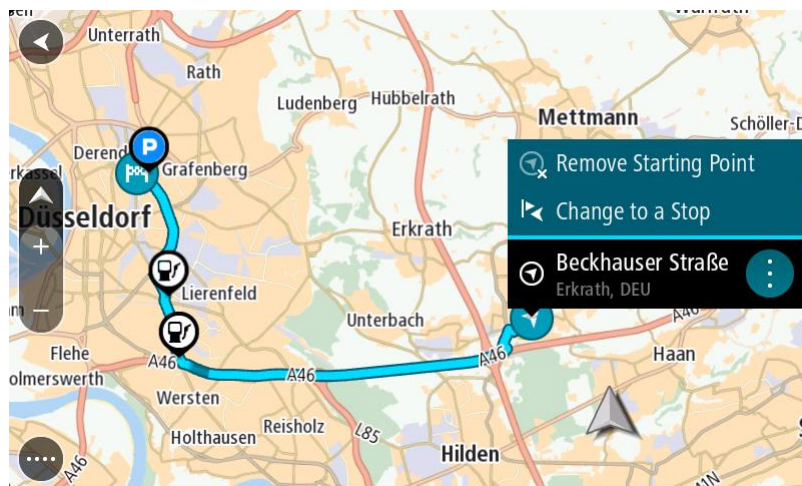 Unterrath
Rath
Ludenberg
Hubbelrath
Mettmann
Schöller-D
Derend
P
Grafenberg
Düsseldorf
Erkrath
Lierenfeld
Unterbach
Remove Starting Point
Change to a Stop
Beckhauser Straße
Erkrath, DEU
A46
Haan
Flehe
olmerswerth
A46
A46
A46
Wersten
Holthausen
Reisholz
L85
Hilden
A46